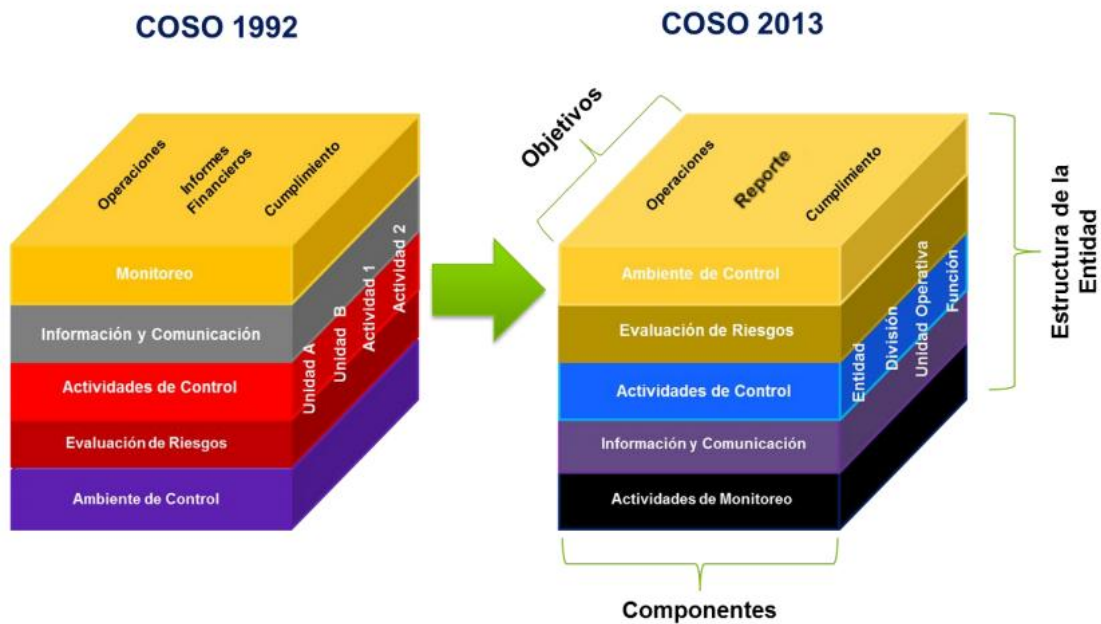 COSO 1992
Operaciones
Informes
Financieros
Cumplimiento
Monitoreo
Información y Comunicación
Actividades de Control
Evaluación de Riesgos
Ambiente de Control
Unidad A
Unidad B
Actividad 1
Actividad 2
COSO 2013
Objetivos
Operaciones
Reporte
Cumplimiento
Ambiente de Control
Evaluación de Riesgos
Actividades de Control
Información y Comunicación
Actividades de Monitoreo
Entidad
División
Unidad Operativa
Función
Estructura de la
Entidad
Componentes